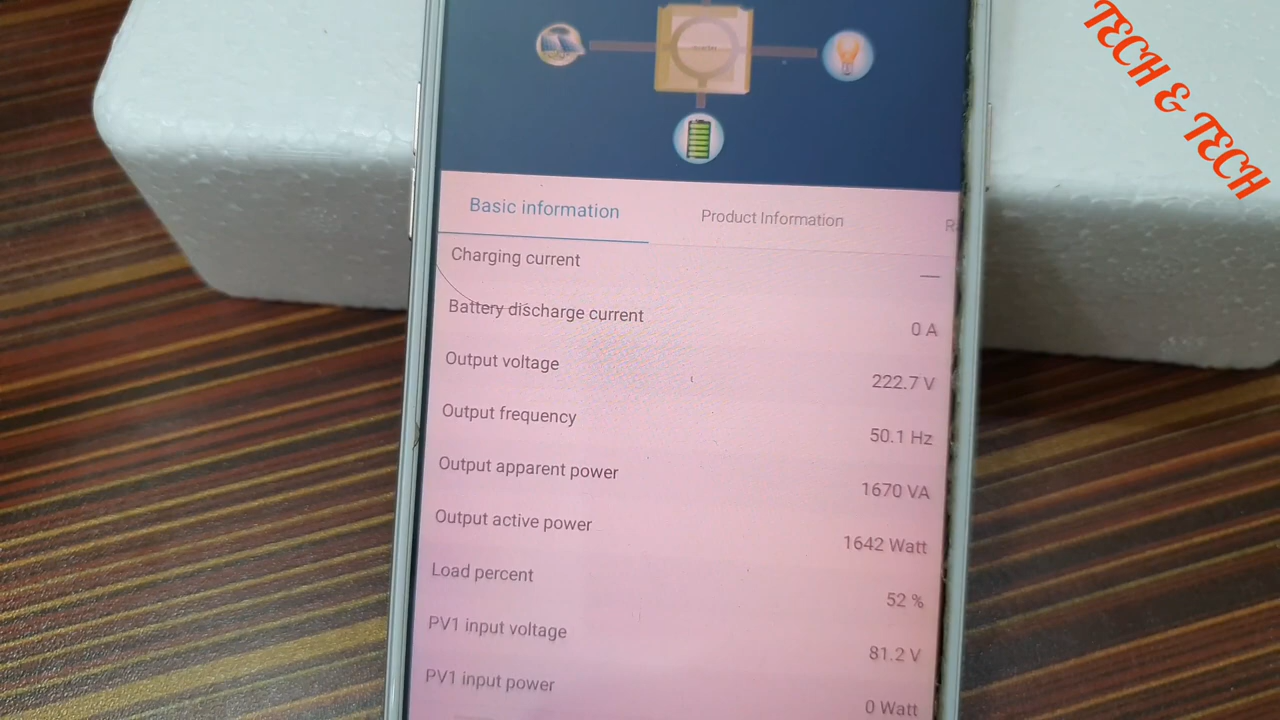 TECH & TECH
Basic information
Product Information
Charging current —
Battery discharge current 0 A
Output voltage 222.7 V
Output frequency 50.1 Hz
Output apparent power 1670 VA
Output active power 1642 Watt
Load percent 52 %
PV1 input voltage 81.2 V
PV1 input power 0 Watt